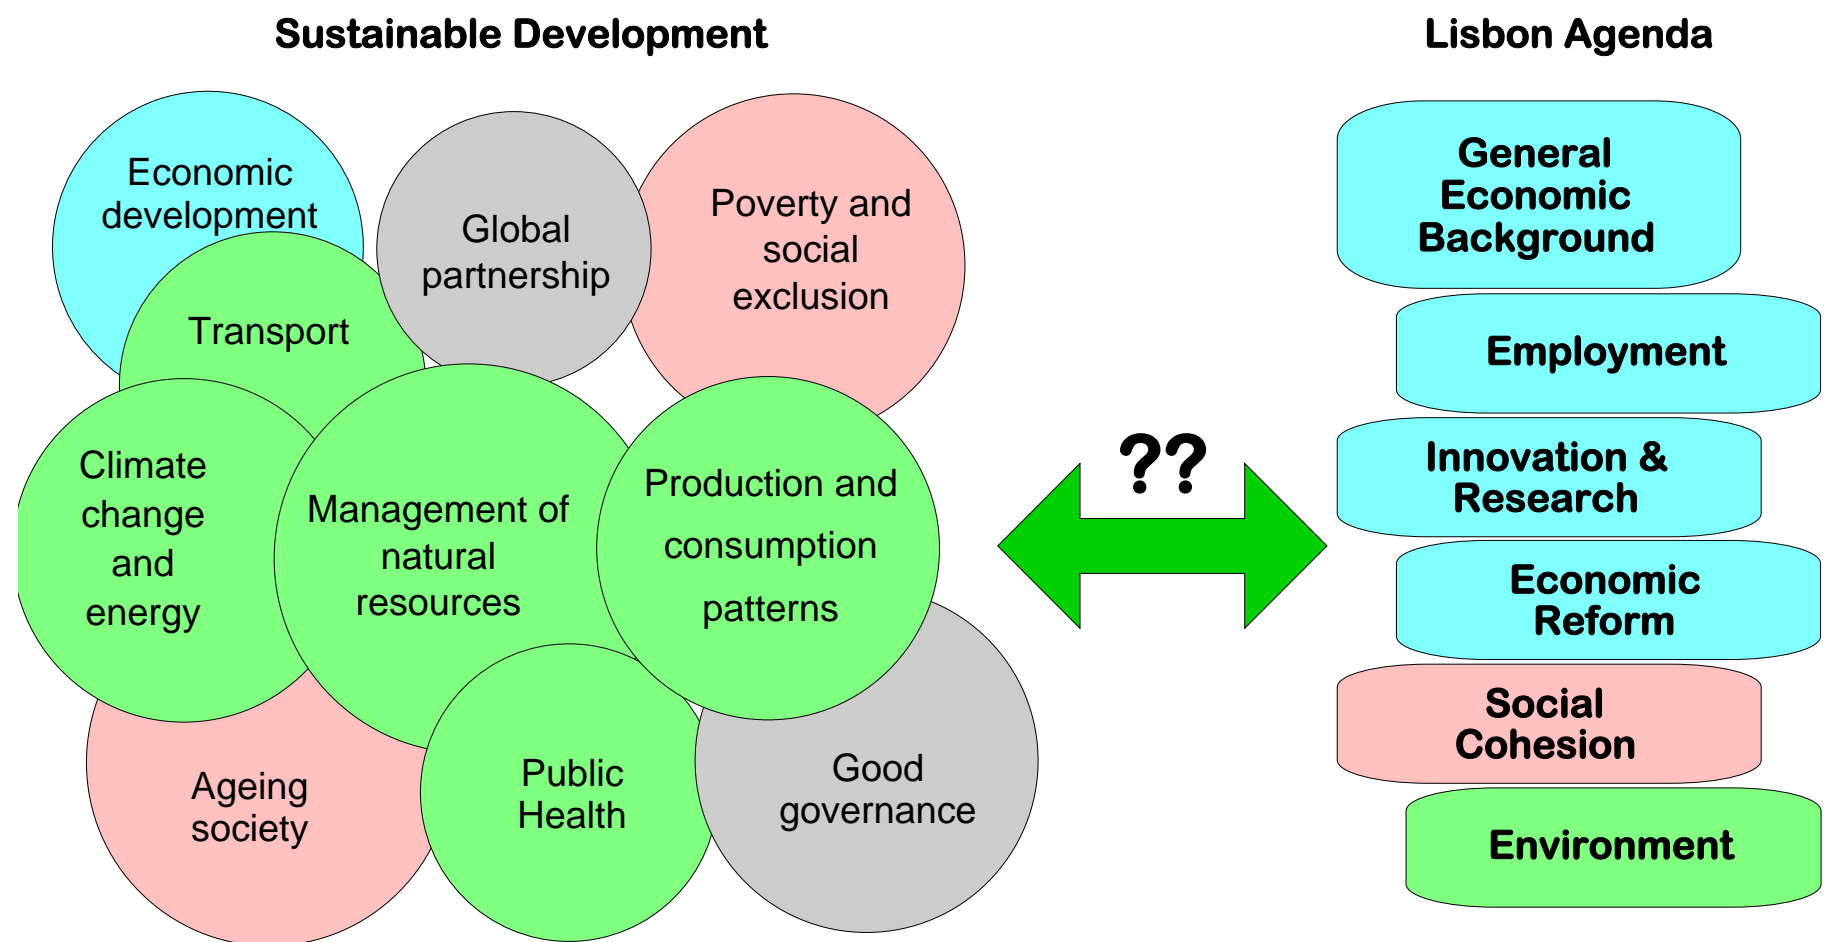 Sustainable Development
Economic
development
Global
partnership
Poverty and
social
exclusion
Transport
Climate
change
and
energy
Management of
natural
resources
Production and
consumption
patterns
Ageing
society
Public
Health
Good
governance
??
Lisbon Agenda
General
Economic
Background
Employment
Innovation &
Research
Economic
Reform
Social
Cohesion
Environment